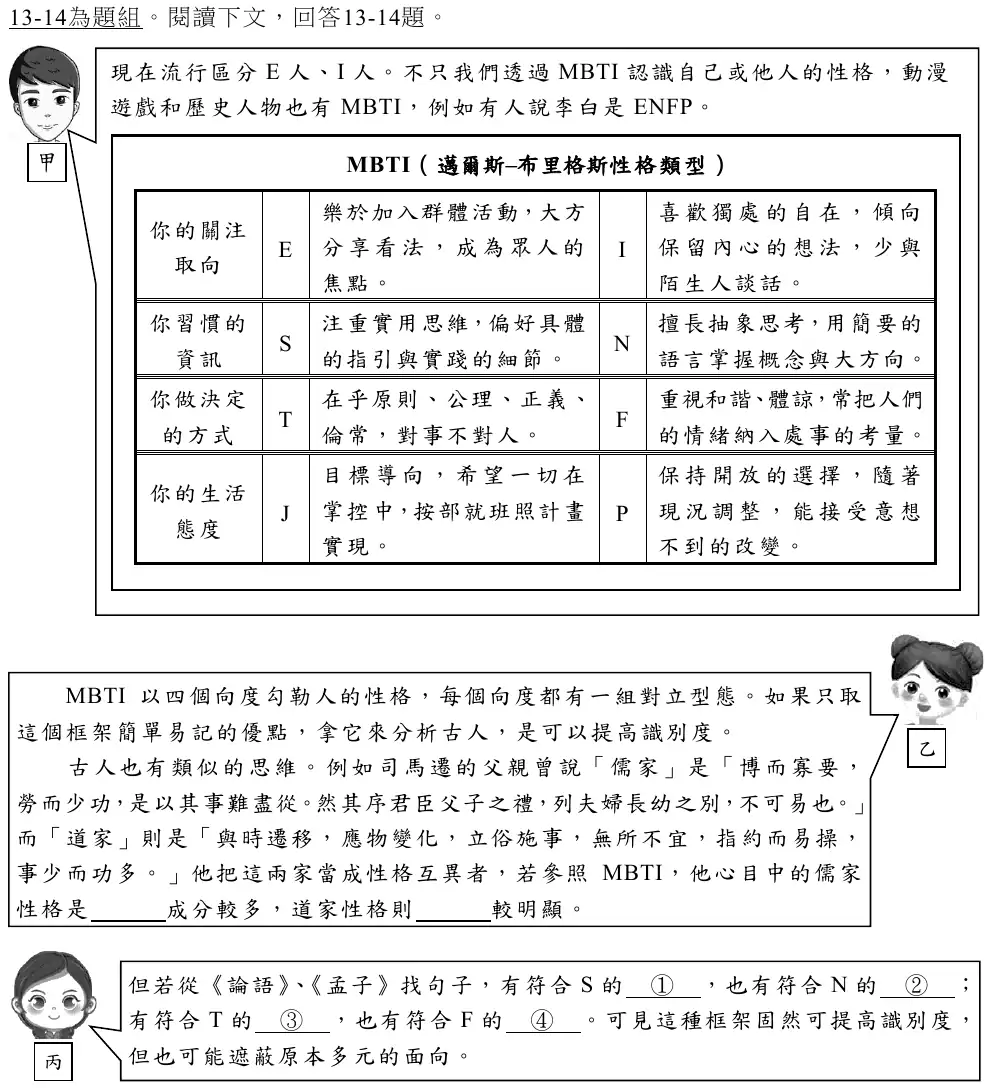 13-14為題組。閱讀下文，回答13-14題。
現在流行區分 E 人、I 人。不只我們透過 MBTI 認識自己或他人的性格，動漫
遊戲和歷史人物也有 MBTI，例如有人說李白是 ENFP。
甲
MBTI（邁爾斯–布里格斯性格類型）
你的關注
取向
E
樂於加入群體活動，大方
分享看法，成為眾人的
焦點。
I
喜歡獨處的自在，傾向
保留內心的想法，少與
陌生人談話。
你習慣的
資訊
S
注重實用思維，偏好具體
的指引與實踐的細節。
N
擅長抽象思考，用簡要的
語言掌握概念與大方向。
你做決定
的方式
T
在乎原則、公理、正義、
倫常，對事不對人。
F
重視和諧、體諒，常把人們
的情緒納入處事的考量。
你的生活
態度
J
目標導向，希望一切在
掌控中，按部就班照計畫
實現。
P
保持開放的選擇，隨著
現況調整，能接受意想
不到的改變。
MBTI 以四個向度勾勒人的性格，每個向度都有一組對立型態。如果只取
這個框架簡單易記的優點，拿它來分析古人，是可以提高識別度。
古人也有類似的思維。例如司馬遷的父親曾說「儒家」是「博而寡要，
勞而少功，是以其事難盡從。然其序君臣父子之禮，列夫婦長幼之別，不可易也。」
而「道家」則是「與時遷移，應物變化，立俗施事，無所不宜，指約而易操，
事少而功多。」他把這兩家當成性格互異者，若參照 MBTI，他心目中的儒家
性格是______成分較多，道家性格則______較明顯。
乙
但若從《論語》、《孟子》找句子，有符合 S 的 ① ，也有符合 N 的 ② ；
有符合 T 的 ③ ，也有符合 F 的 ④ 。可見這種框架固然可提高識別度，
但也可能遮蔽原本多元的面向。
丙